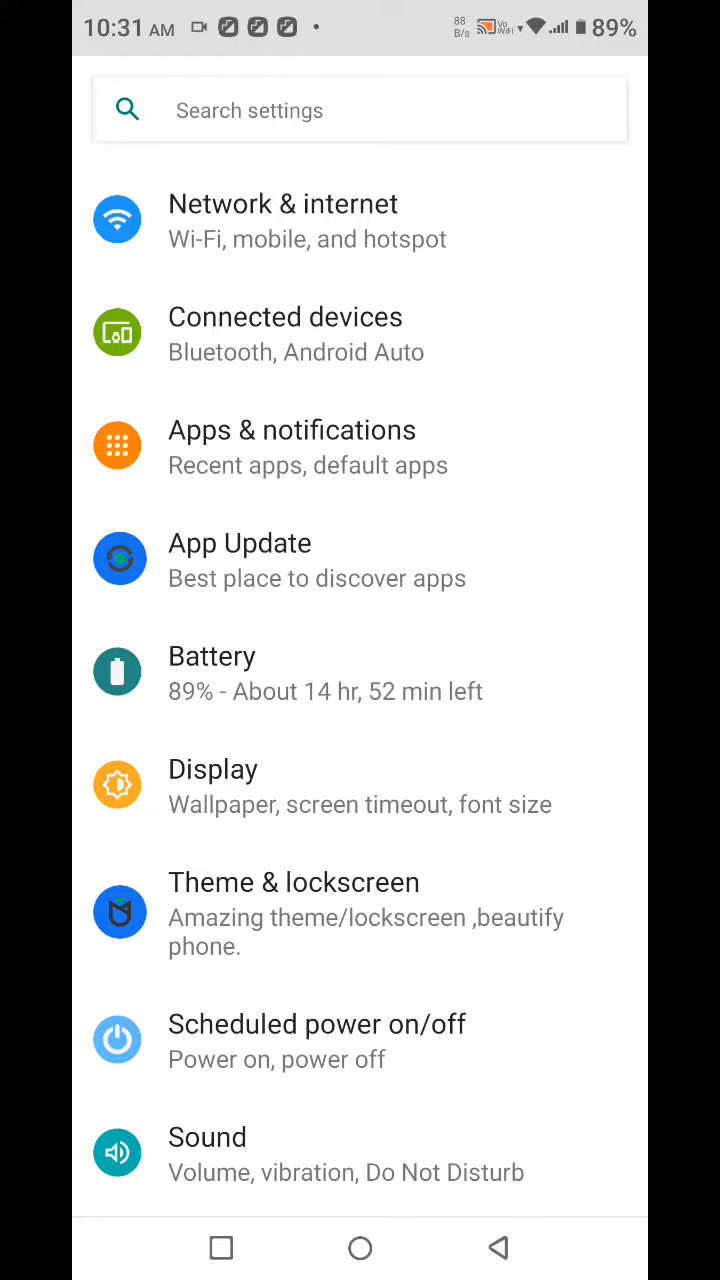 10:31 AM 88 B/s Vo WiFi 89%
Search settings
Network & internet
Wi-Fi, mobile, and hotspot
Connected devices
Bluetooth, Android Auto
Apps & notifications
Recent apps, default apps
App Update
Best place to discover apps
Battery
89% - About 14 hr, 52 min left
Display
Wallpaper, screen timeout, font size
Theme & lockscreen
Amazing theme/lockscreen ,beautify
phone.
Scheduled power on/off
Power on, power off
Sound
Volume, vibration, Do Not Disturb